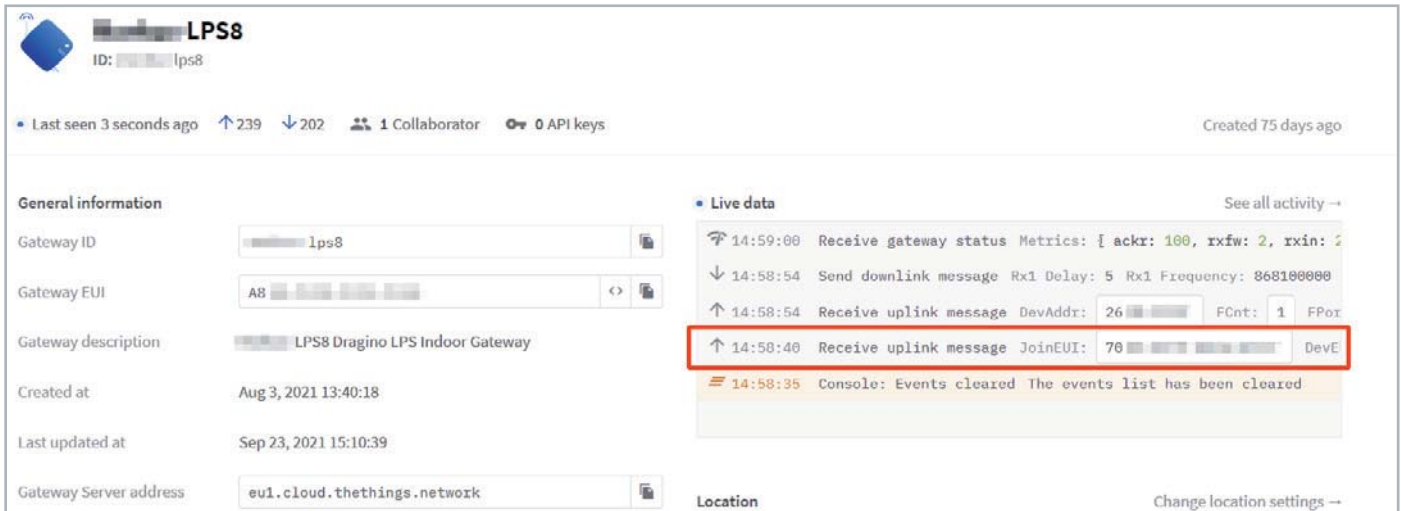 LPS8
ID: lps8
Last seen 3 seconds ago ↑239 ↓202 1 Collaborator 0 API keys
Created 75 days ago
General information
Gateway ID lps8
Gateway EUI A8 <>
Gateway description LPS8 Dragino LPS Indoor Gateway
Created at Aug 3, 2021 13:40:18
Last updated at Sep 23, 2021 15:10:39
Gateway Server address eu1.cloud.thethings.network
• Live data See all activity →
14:59:00 Receive gateway status Metrics: { ackr: 100, rxfw: 2, rxin: 2
↓ 14:58:54 Send downlink message Rx1 Delay: 5 Rx1 Frequency: 868100000
↑ 14:58:54 Receive uplink message DevAddr: 26 FCnt: 1 FPor
↑ 14:58:40 Receive uplink message JoinEUI: 70 DevE
14:58:35 Console: Events cleared The events list has been cleared
Location Change location settings →